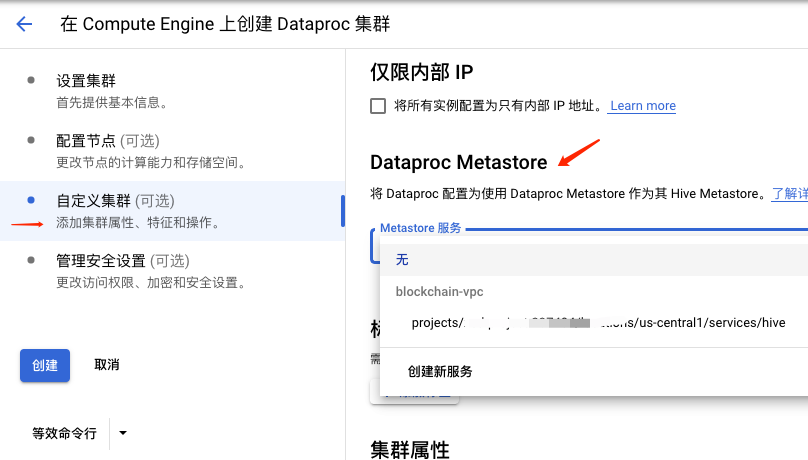 在 Compute Engine 上创建 Dataproc 集群
设置集群
首先提供基本信息。
配置节点 (可选)
更改节点的计算能力和存储空间。
自定义集群 (可选)
添加集群属性、特征和操作。
管理安全设置 (可选)
更改访问权限、加密和安全设置。
创建 取消
等效命令行
仅限内部 IP
将所有实例配置为只有内部 IP 地址。 Learn more
Dataproc Metastore
将 Dataproc 配置为使用 Dataproc Metastore 作为其 Hive Metastore。 了解详
Metastore 服务
无
blockchain-vpc
projects/ /us-central1/services/hive
创建新服务
集群属性